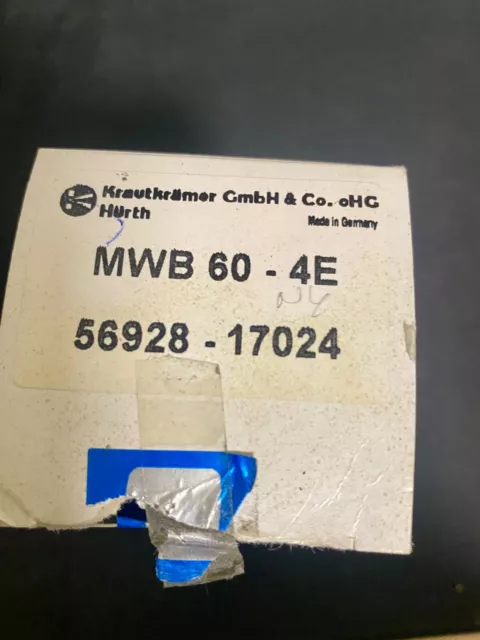 Krautkrämer GmbH & Co. oHG
Hürth
Made in Germany
MWB 60 - 4E
56928 - 17024